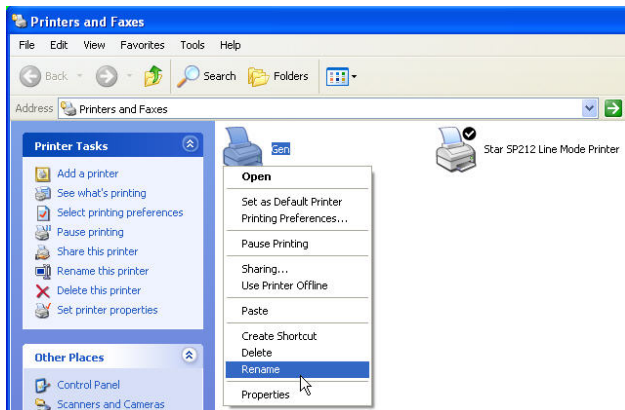 Printers and Faxes
File Edit View Favorites Tools Help
Back Search Folders
Address Printers and Faxes
Printer Tasks
Add a printer
See what's printing
Select printing preferences
Pause printing
Share this printer
Rename this printer
Delete this printer
Set printer properties
Other Places
Control Panel
Scanners and Cameras
Gen
Star SP212 Line Mode Printer
Open
Set as Default Printer
Printing Preferences...
Pause Printing
Sharing...
Use Printer Offline
Paste
Create Shortcut
Delete
Rename
Properties